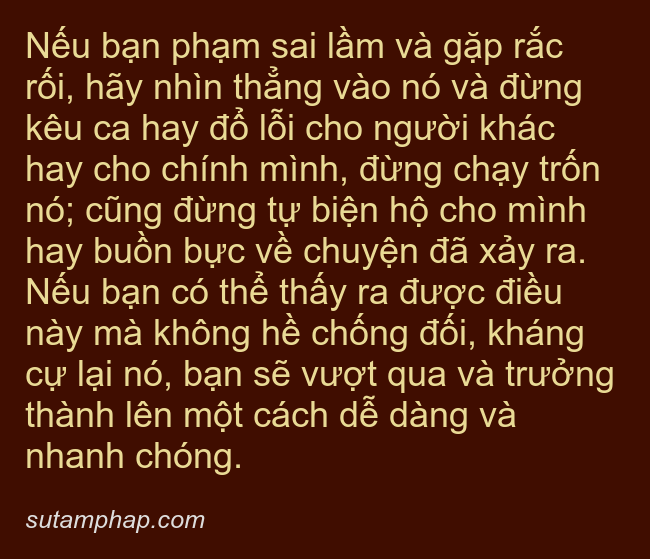 Nếu bạn phạm sai lầm và gặp rắc
rối, hãy nhìn thẳng vào nó và đừng
kêu ca hay đổ lỗi cho người khác
hay cho chính mình, đừng chạy trốn
nó; cũng đừng tự biện hộ cho mình
hay buồn bực về chuyện đã xảy ra.
Nếu bạn có thể thấy ra được điều
này mà không hề chống đối, kháng
cự lại nó, bạn sẽ vượt qua và trưởng
thành lên một cách dễ dàng và
nhanh chóng.
sutamphap.com